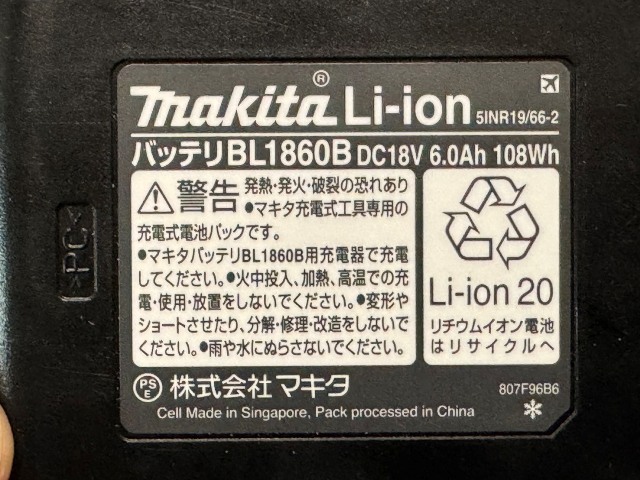 makita® Li-ion 5INR19/66-2
バッテリBL1860B DC18V 6.0Ah 108Wh
警告 発熱・発火・破裂の恐れあり
●マキタ充電式工具専用の
充電式電池パックです。
●マキタバッテリBL1860B用充電器で充電
してください。●火中投入、加熱、高温での充
電・使用・放置をしないでください。●変形や
ショートさせたり、分解・修理・改造をしないで
ください。●雨や水にぬらさないでください。
Li-ion 20
リチウムイオン電池
はリサイクルへ
PSE 株式会社マキタ
807F96B6
Cell Made in Singapore, Pack processed in China
>PC<